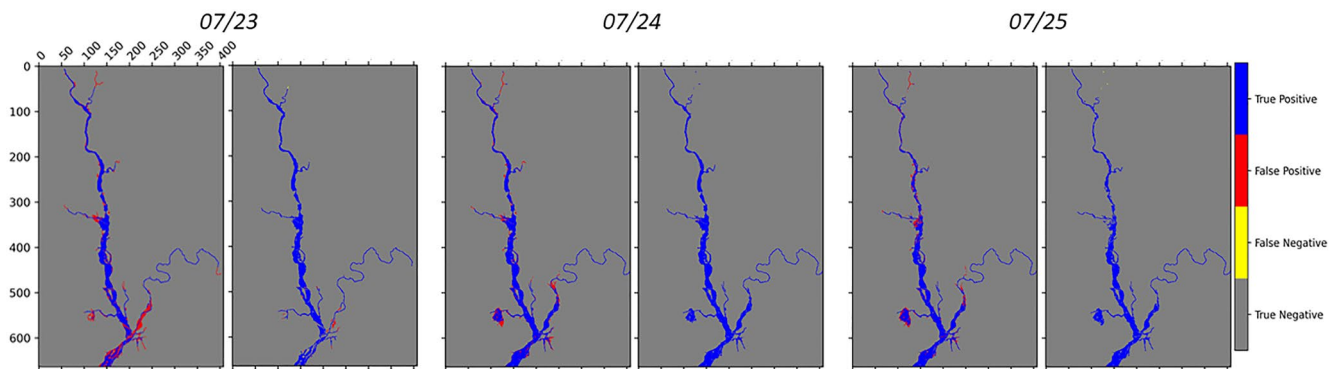 07/23
07/24
07/25
0 50 100 150 200 250 300 350 400
0
100
200
300
400
500
600
True Positive
False Positive
False Negative
True Negative